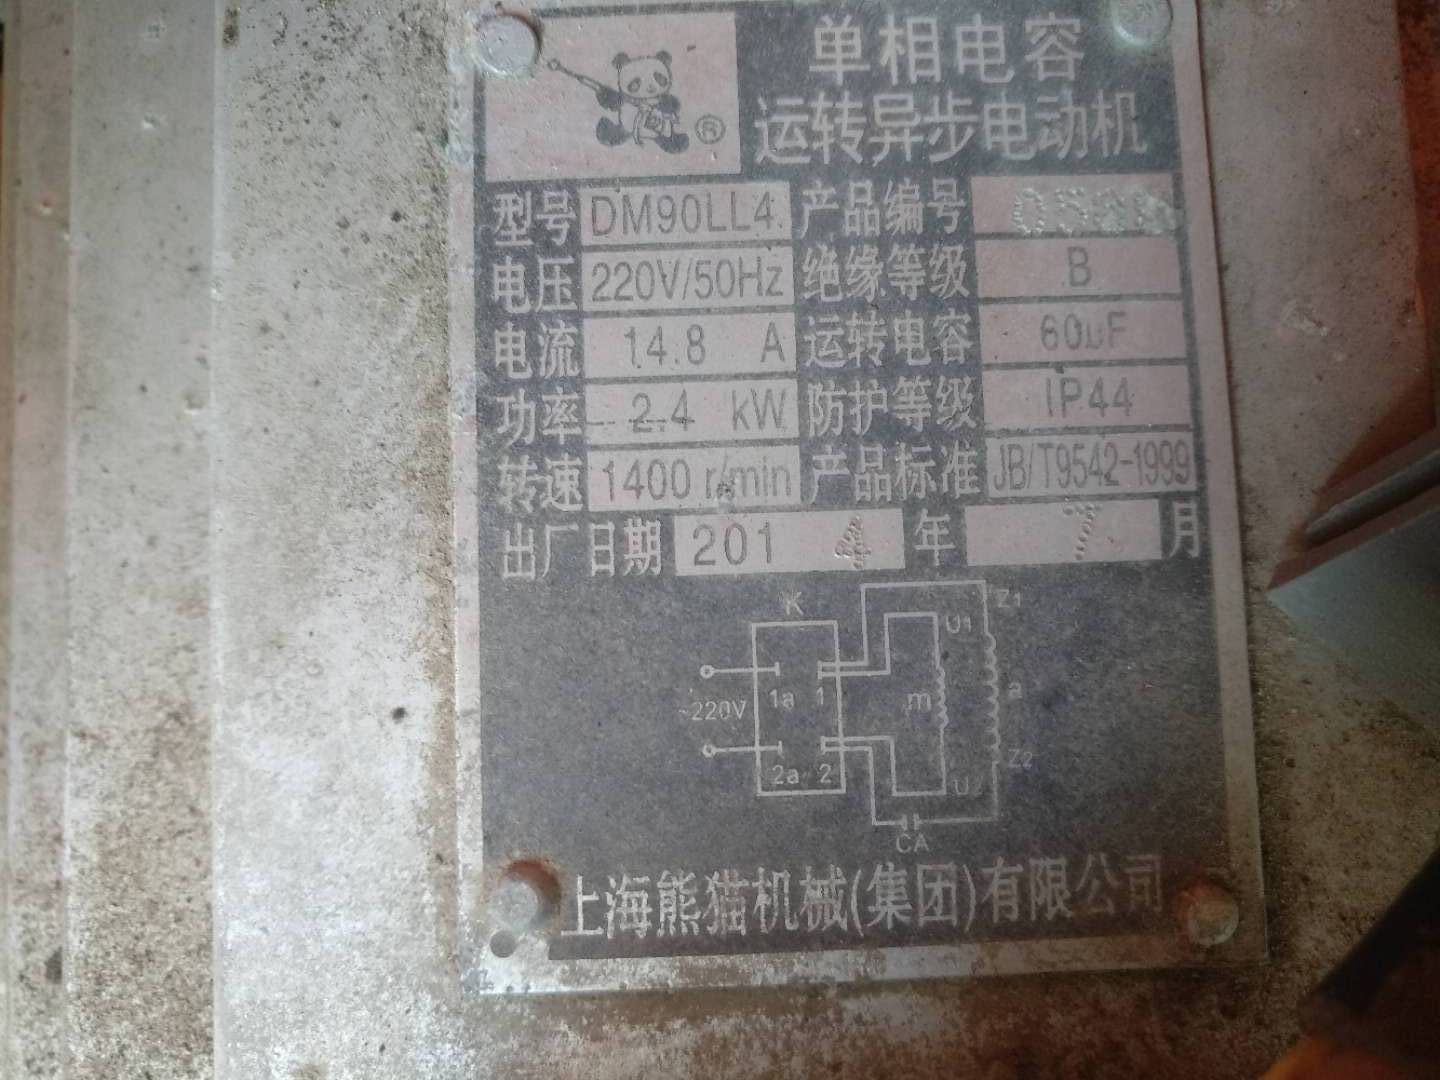 单相电容
运转异步电动机
®
型号 DM90LL4 产品编号
电压 220V/50Hz 绝缘等级 B
电流 14.8 A 运转电容 60uF
功率 2.4 kW 防护等级 IP44
转速 1400 r/min 产品标准 JB/T9542-1999
出厂日期 201 4 年 7 月
K Z1
U1
1a 1 m a
~220V
Z2
2a 2
CA
上海熊猫机械(集团)有限公司